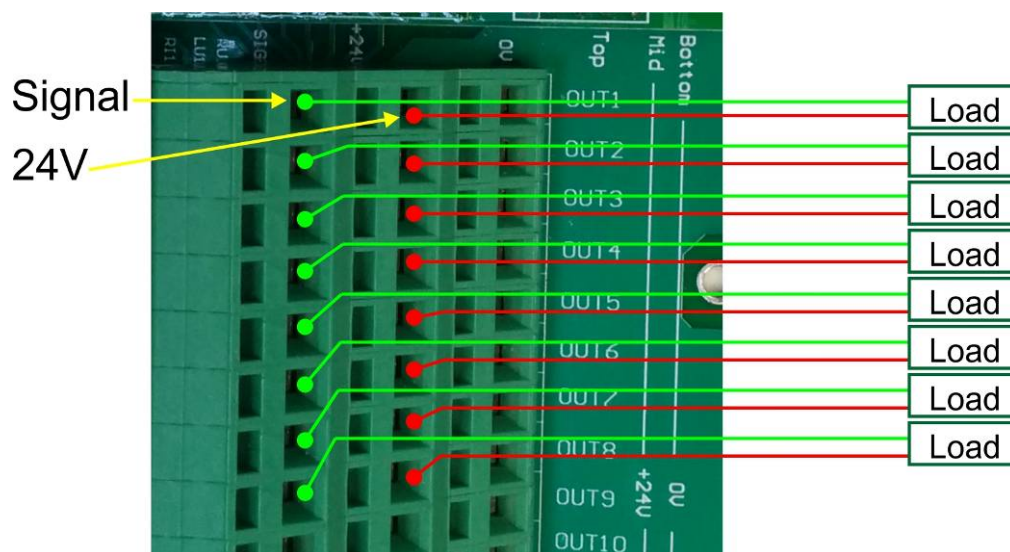 Signal
24V
SIG
+24V
0V
Top
Mid
Bottom
OUT1
OUT2
OUT3
OUT4
OUT5
OUT6
OUT7
OUT8
OUT9
OUT10
+24V
0V
Load
Load
Load
Load
Load
Load
Load
Load